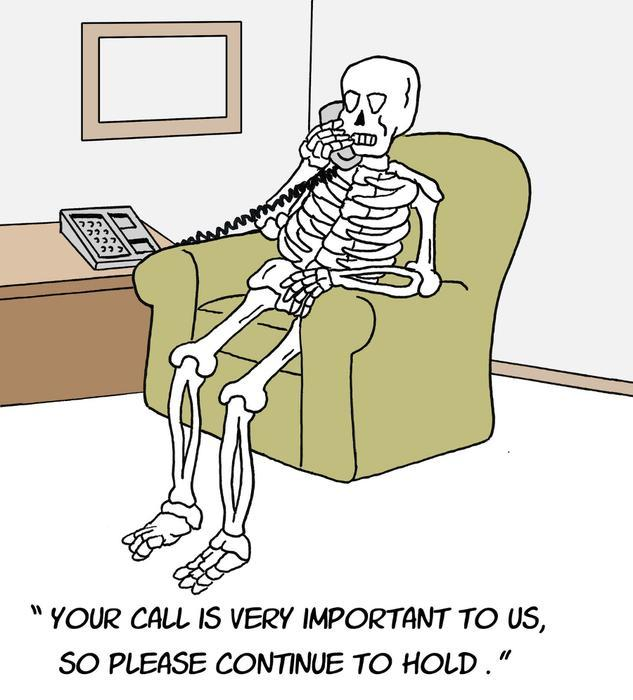 “ YOUR CALL IS VERY IMPORTANT TO US,
SO PLEASE CONTINUE TO HOLD . ”